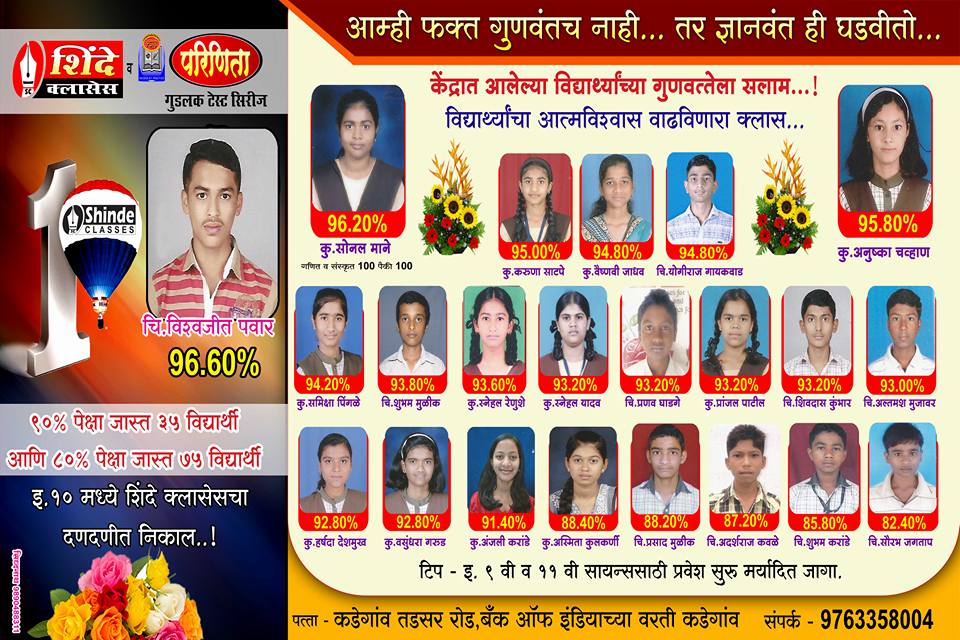 शिंदे
क्लासेस
व
परिणिता
गुडलक टेस्ट सिरीज
1
Shinde
CLASSES
चि.विश्वजीत पवार
96.60%
९०% पेक्षा जास्त ३५ विद्यार्थी
आणि ८०% पेक्षा जास्त ७५ विद्यार्थी
इ.१० मध्ये शिंदे क्लासेसचा
दणदणीत निकाल..!
आम्ही फक्त गुणवंतच नाही... तर ज्ञानवंत ही घडवीतो...
केंद्रात आलेल्या विद्यार्थ्यांच्या गुणवत्तेला सलाम...!
विद्यार्थ्यांचा आत्मविश्वास वाढविणारा क्लास...
96.20%
कु.सोनल माने
गणित व संस्कृत 100 पैकी 100
95.00%
कु.करुणा साटपे
94.80%
कु.वैष्णवी जाधव
94.80%
चि.योगीराज गायकवाड
95.80%
कु.अनुष्का चव्हाण
94.20%
कु.समिक्षा पिंगळे
93.80%
चि.शुभम मुळीक
93.60%
कु.स्नेहल रेणुशे
93.20%
कु.स्नेहल यादव
93.20%
चि.प्रणव घाडगे
93.20%
कु.प्रांजल पाटील
93.20%
चि.शिवदास कुंभार
93.00%
चि.अल्तमश मुजावर
92.80%
कु.हर्षदा देशमुख
92.80%
कु.वसुंधरा गरुड
91.40%
कु.अंजली करांडे
88.40%
कु.अस्मिता कुलकर्णी
88.20%
चि.प्रसाद मुळीक
87.20%
चि.अदर्शराज कवळे
85.80%
चि.शुभम करांडे
82.40%
चि.सौरभ जगताप
टिप - इ. ९ वी व ११ वी सायन्ससाठी प्रवेश सुरु मर्यादित जागा.
पत्ता - कडेगांव तडसर रोड,बँक ऑफ इंडियाच्या वरती कडेगांव संपर्क - 9763358004